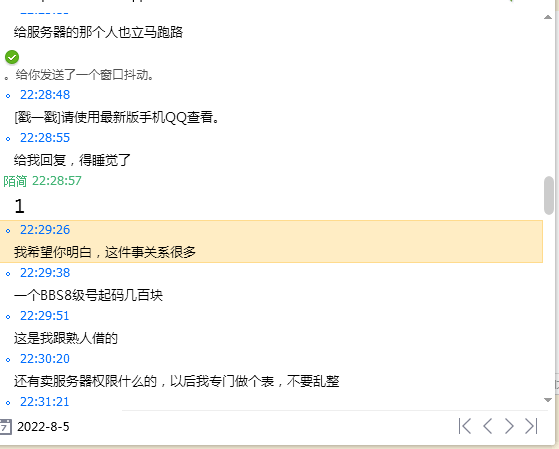 给服务器的那个人也立马跑路
。给你发送了一个窗口抖动。
22:28:48
[戳一戳]请使用最新版手机QQ查看。
22:28:55
给我回复，得睡觉了
陌简 22:28:57
1
22:29:26
我希望你明白，这件事关系很多
22:29:38
一个BBS8级号起码几百块
22:29:51
这是我跟熟人借的
22:30:20
还有卖服务器权限什么的，以后我专门做个表，不要乱整
22:31:21
2022-8-5